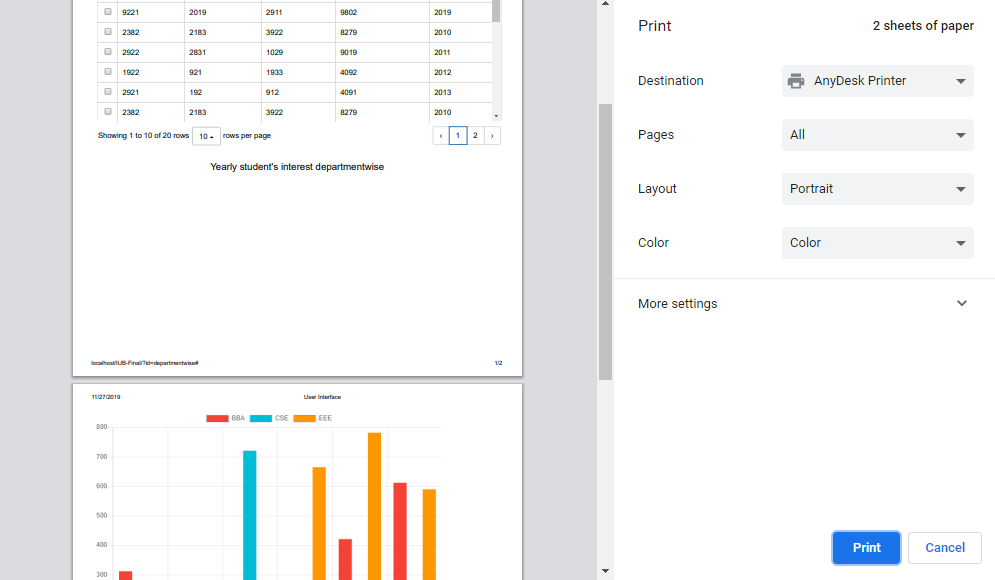 9221 2019 2911 9802 2019
2382 2183 3922 8279 2010
2922 2831 1029 9019 2011
1922 921 1933 4092 2012
2921 192 912 4091 2013
2382 2183 3922 8279 2010
Showing 1 to 10 of 20 rows 10 rows per page ‹ 1 2 ›
Yearly student's interest departmentwise
localhost/IUB-Final/?id=departmentwise# 1/2
11/27/2019 User Interface
BBA CSE EEE
800
700
600
500
400
300
Print 2 sheets of paper
Destination AnyDesk Printer
Pages All
Layout Portrait
Color Color
More settings
Print Cancel